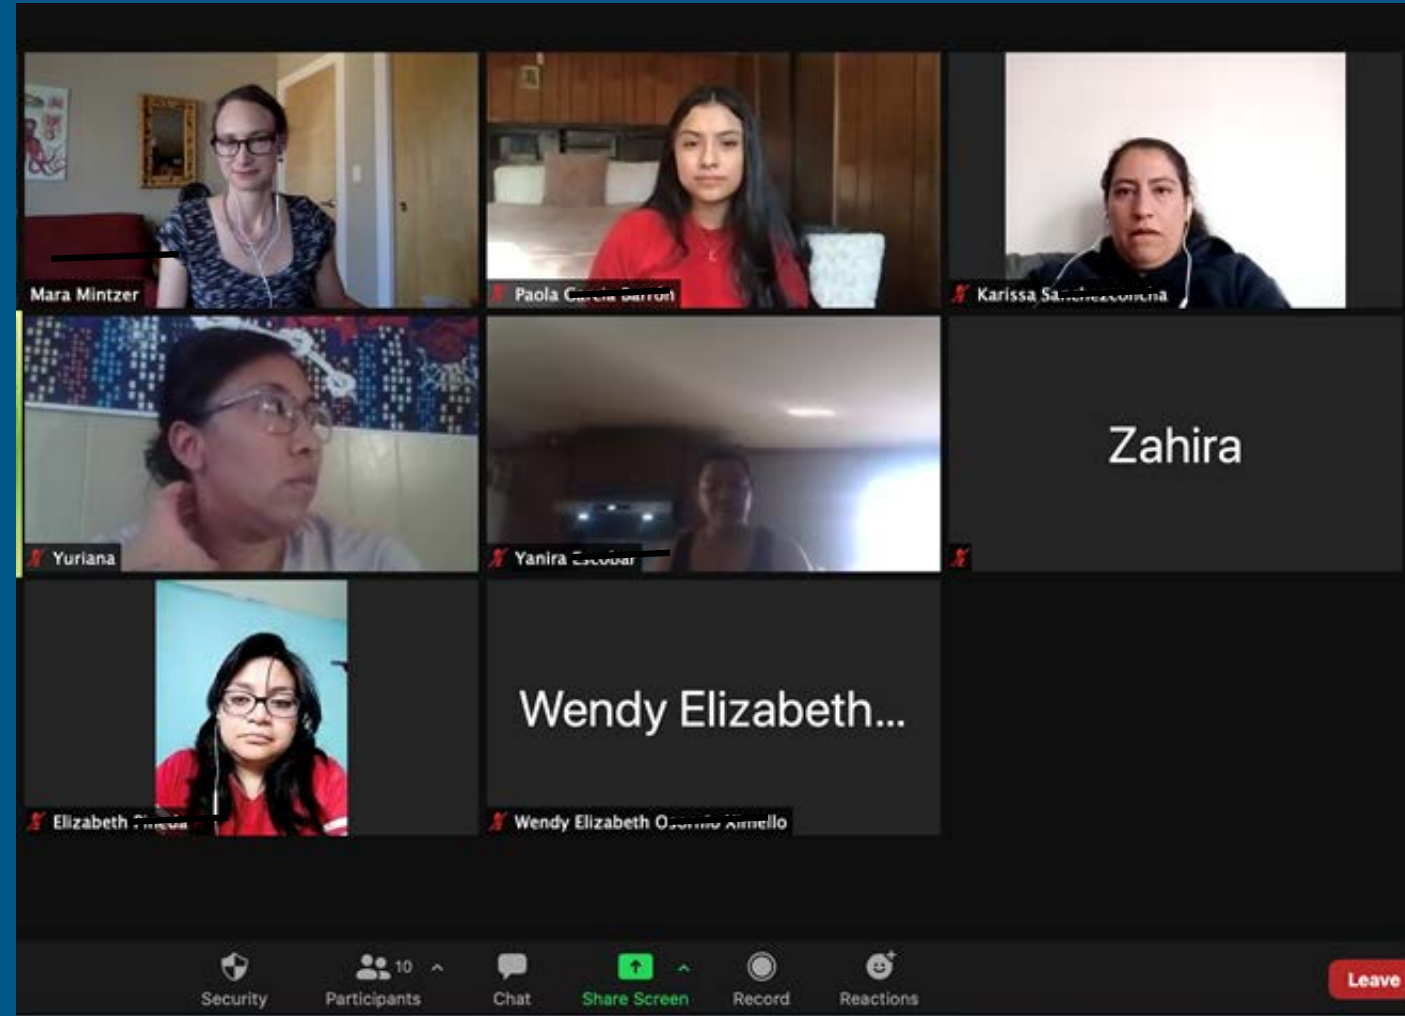 Mara Mintzer
Paola
Karissa
Yuriana
Yanira
Zahira
Elizabeth
Wendy Elizabeth...
Wendy Elizabeth
10
Security
Participants
Chat
Share Screen
Record
Reactions
Leave